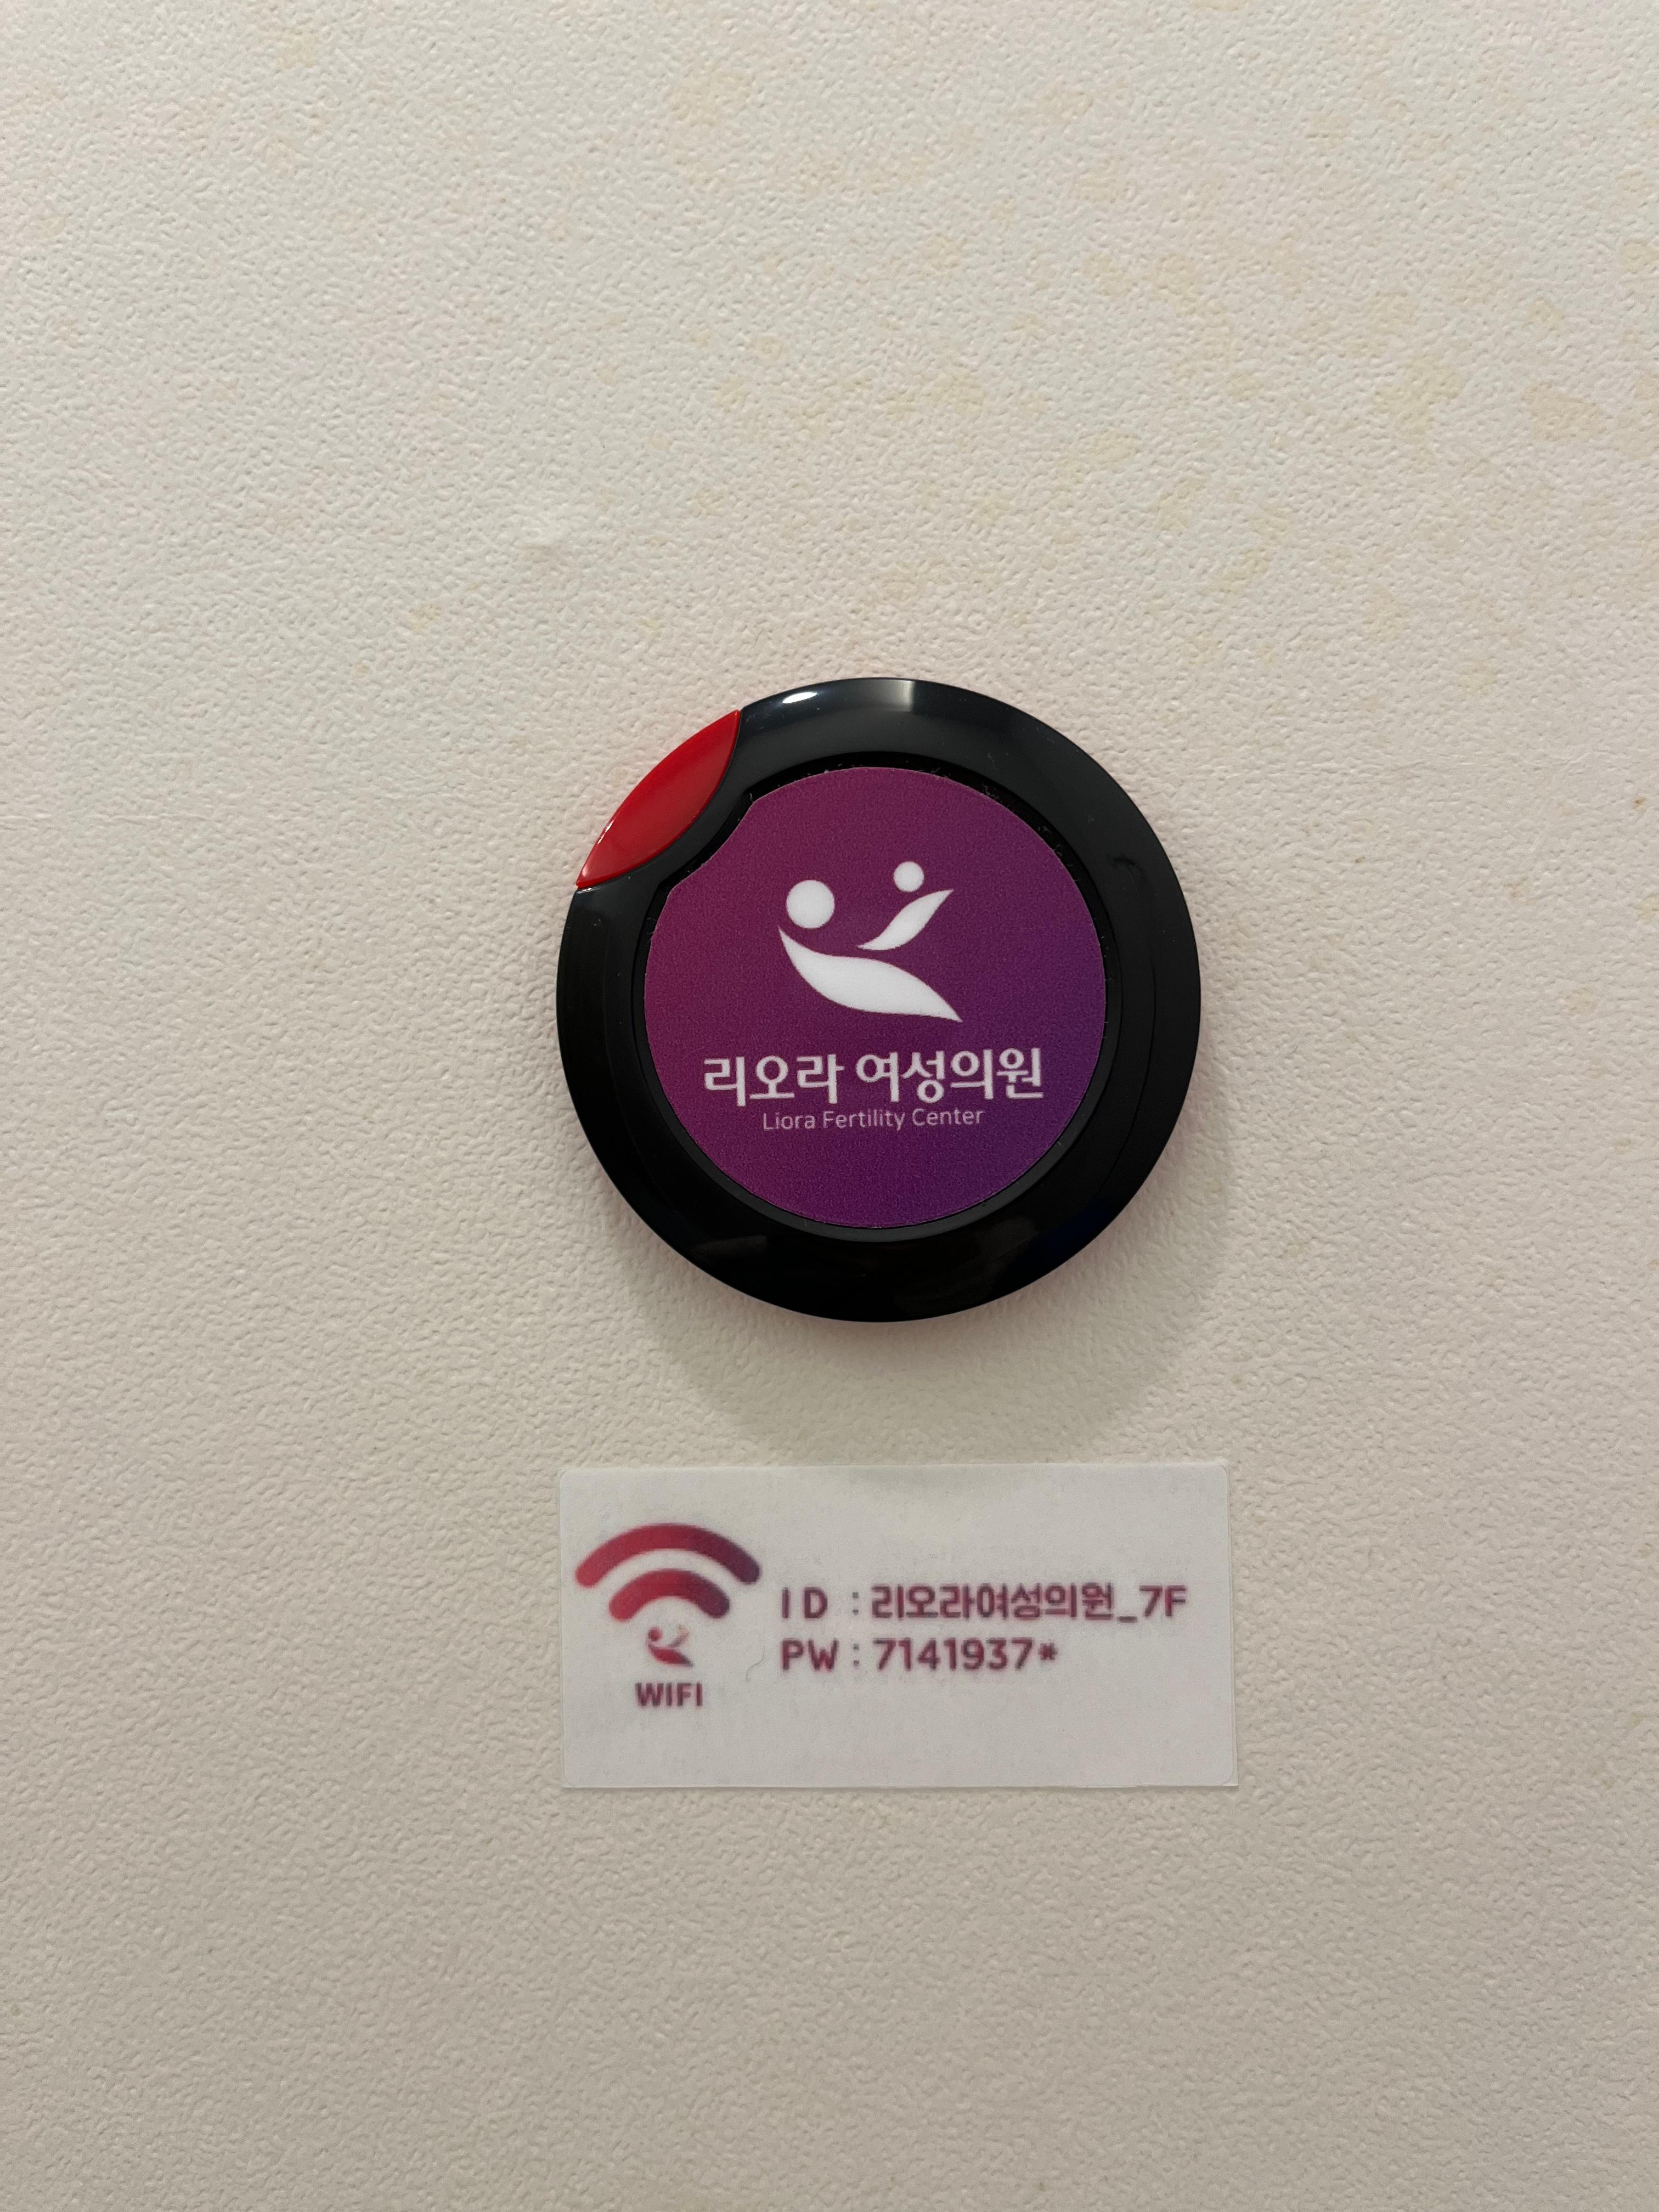 리오라 여성의원
Liora Fertility Center
ID : 리오라여성의원_7F
PW : 7141937*
WIFI